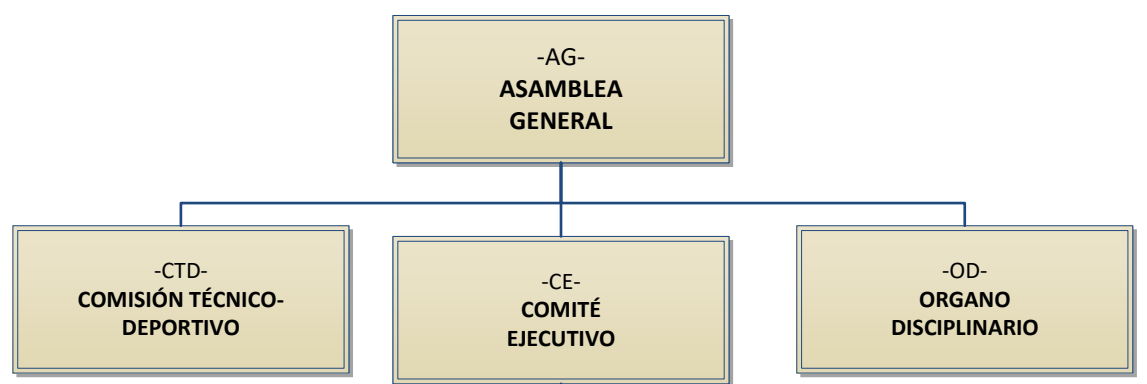 -AG-
ASAMBLEA
GENERAL
-CTD-
COMISIÓN TÉCNICO-
DEPORTIVO
-CE-
COMITÉ
EJECUTIVO
-OD-
ORGANO
DISCIPLINARIO